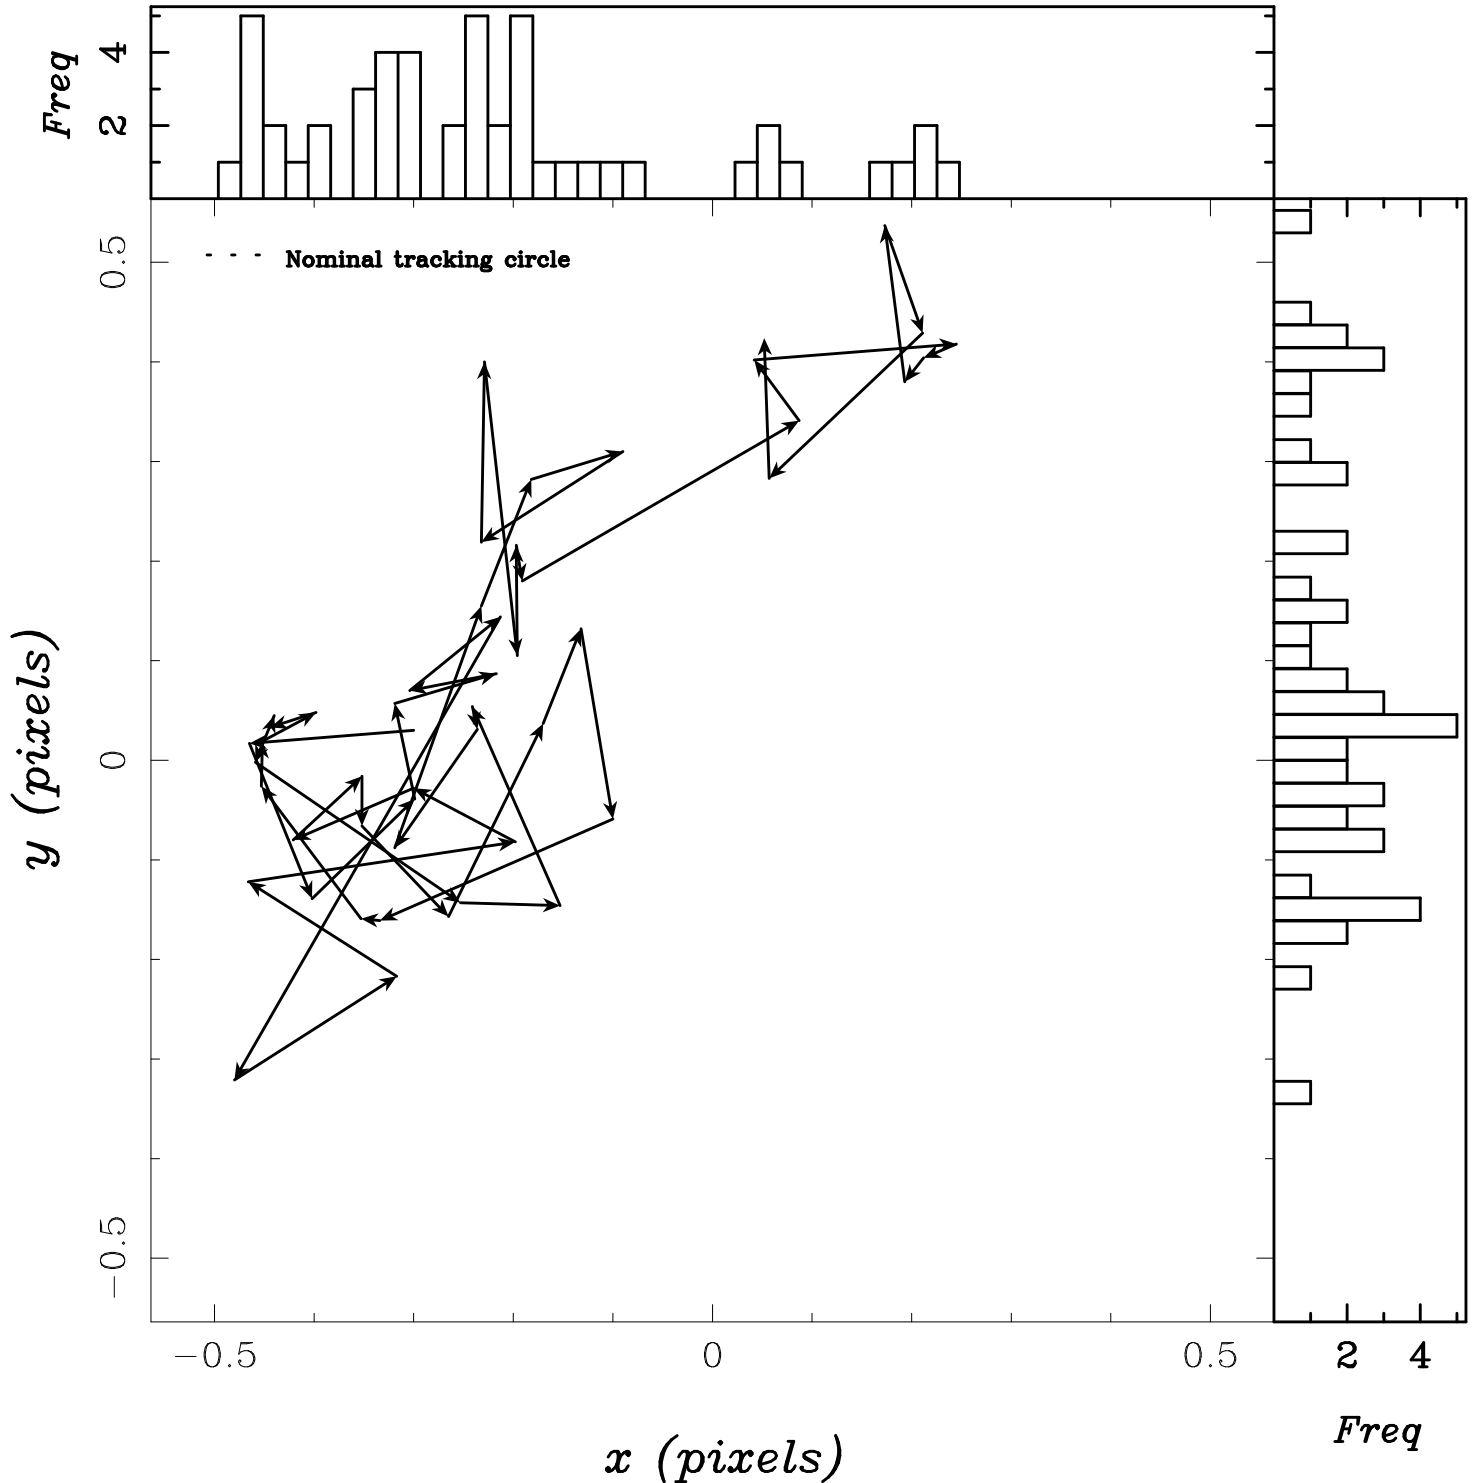 Freq
2 4
- - - Nominal tracking circle
0.5
0
−0.5
y (pixels)
−0.5 0 0.5
2 4
x (pixels)
Freq